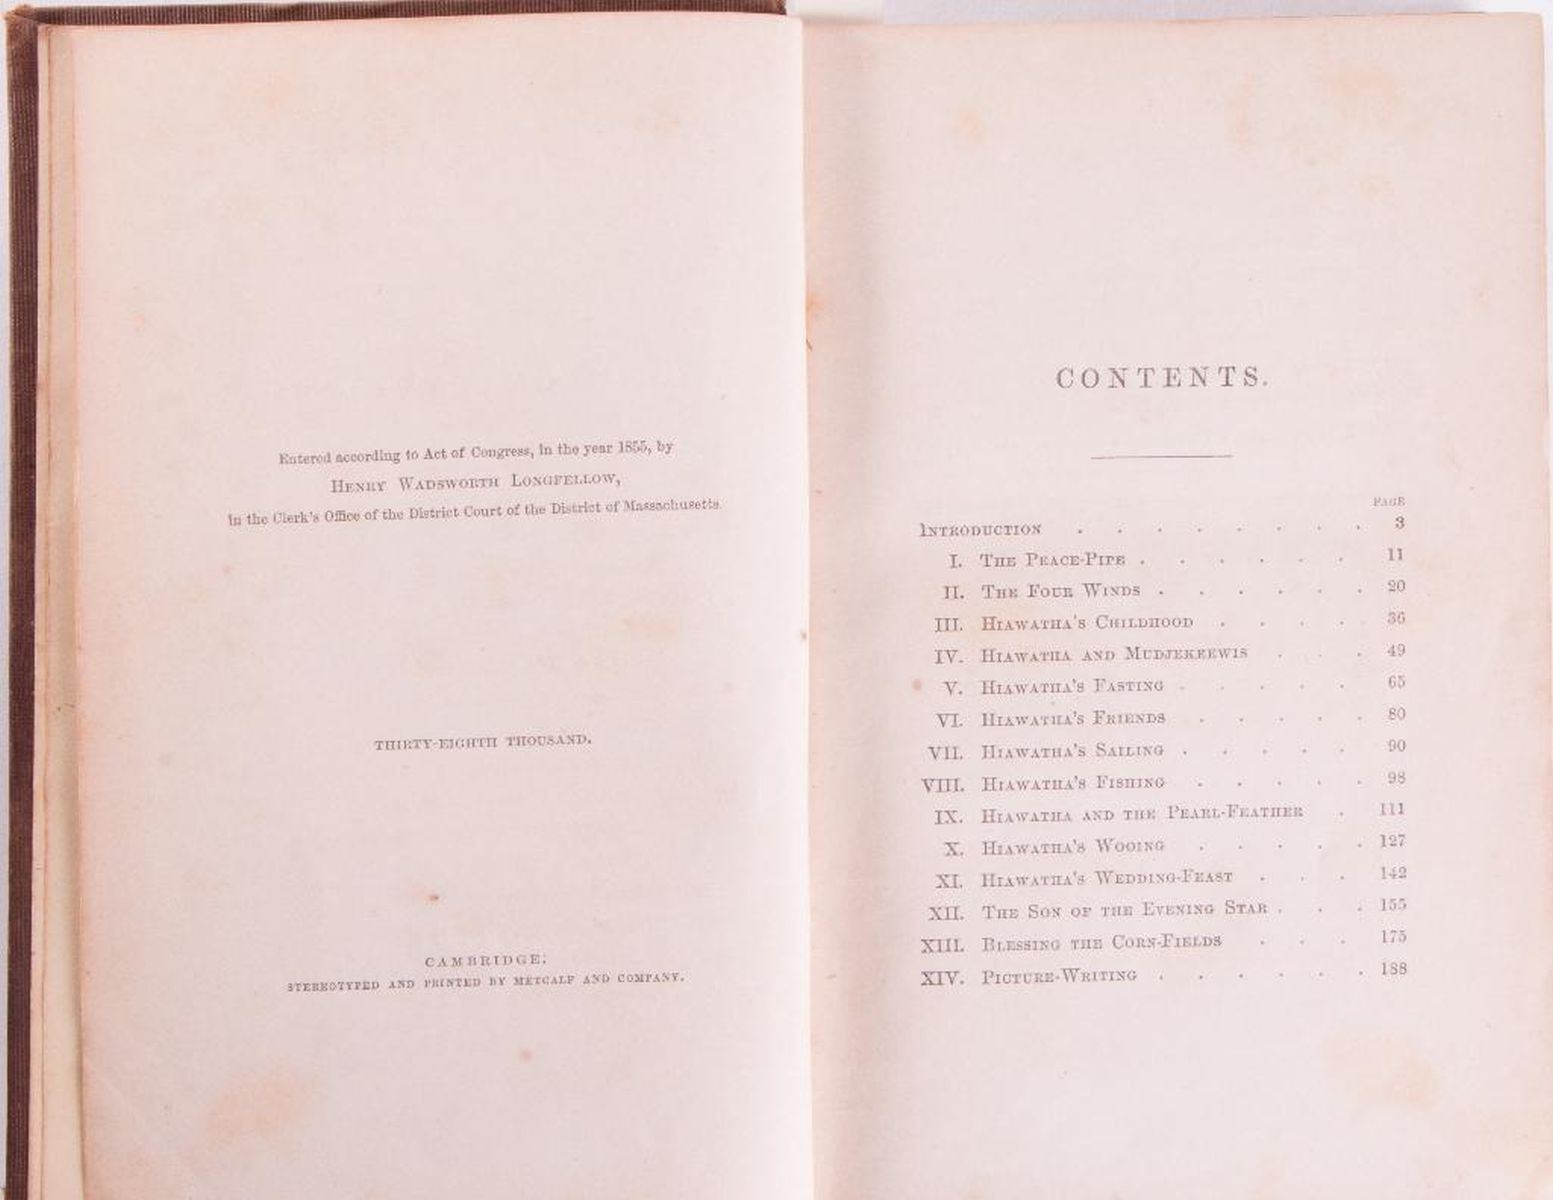 Entered according to Act of Congress, in the year 1855, by
HENRY WADSWORTH LONGFELLOW,
in the Clerk's Office of the District Court of the District of Massachusetts.
THIRTY-EIGHTH THOUSAND.
CAMBRIDGE:
STEREOTYPED AND PRINTED BY METCALF AND COMPANY.
CONTENTS.
PAGE
INTRODUCTION . . . . . . . . 3
I. THE PEACE-PIPE . . . . . . 11
II. THE FOUR WINDS . . . . . . 20
III. HIAWATHA'S CHILDHOOD . . . . 36
IV. HIAWATHA AND MUDJEKEEWIS . . . 49
V. HIAWATHA'S FASTING . . . . . 65
VI. HIAWATHA'S FRIENDS . . . . . 80
VII. HIAWATHA'S SAILING . . . . . 90
VIII. HIAWATHA'S FISHING . . . . . 98
IX. HIAWATHA AND THE PEARL-FEATHER . 111
X. HIAWATHA'S WOOING . . . . . 127
XI. HIAWATHA'S WEDDING-FEAST . . . 142
XII. THE SON OF THE EVENING STAR . . . 155
XIII. BLESSING THE CORN-FIELDS . . . 175
XIV. PICTURE-WRITING . . . . . . 188